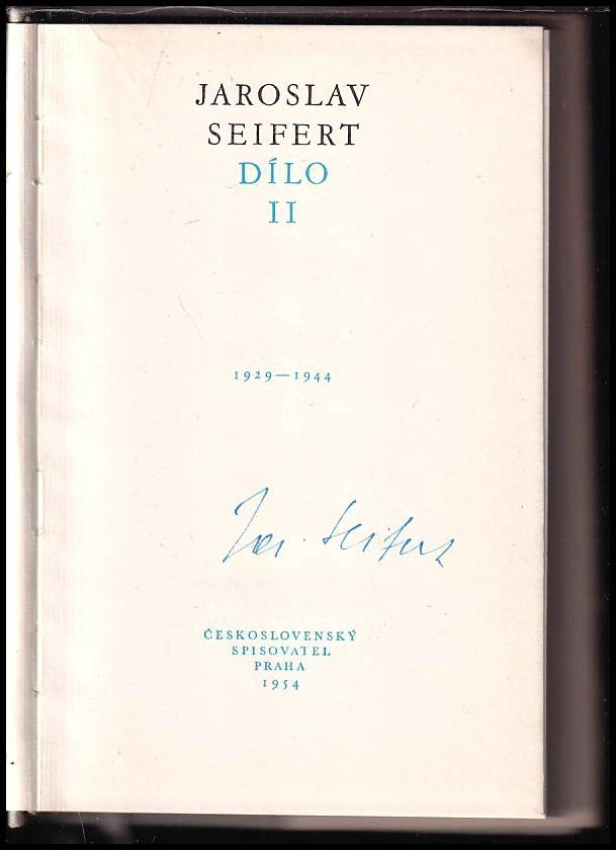 JAROSLAV
SEIFERT
DÍLO
II
1929—1944
Jar. Seifert
ČESKOSLOVENSKÝ
SPISOVATEL
PRAHA
1954